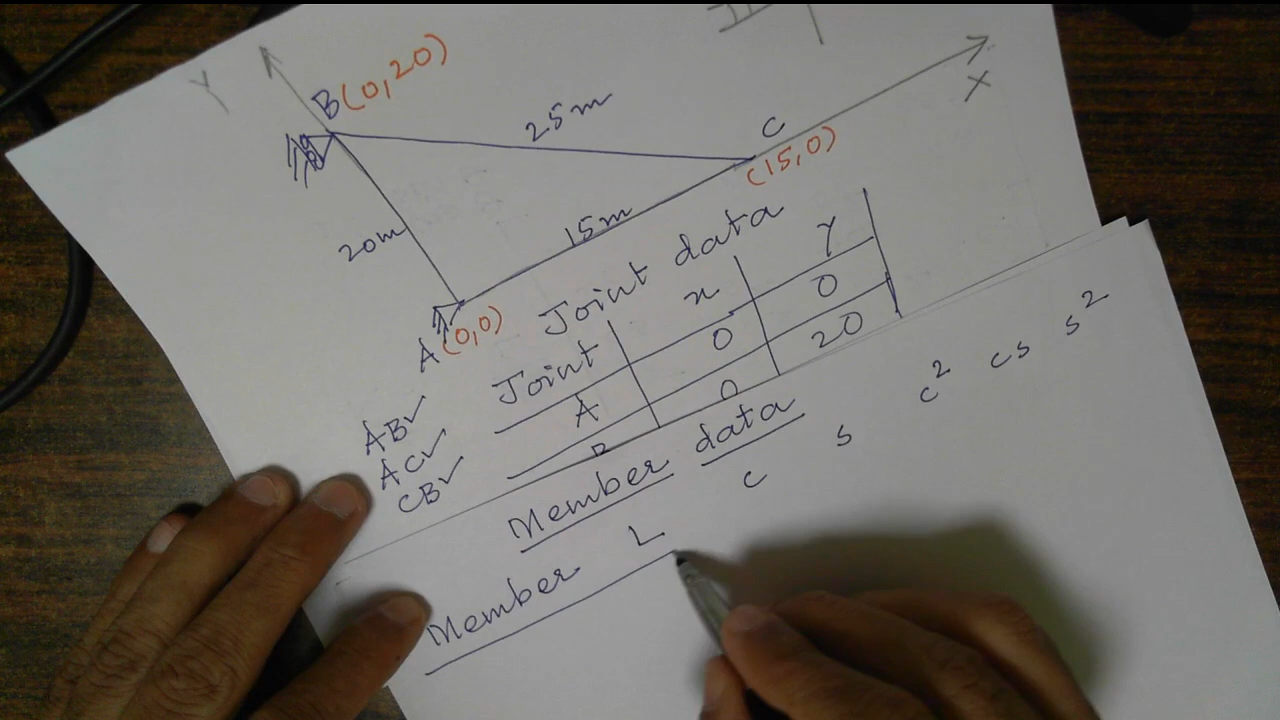 Y
B(0,20)
25m
X
C
(15,0)
20m
15m
A
(0,0)
Joint data
Joint x Y
A 0 0
B 0 20
AB✓
AC✓
CB✓
Member data
Member L c s c² cs s²